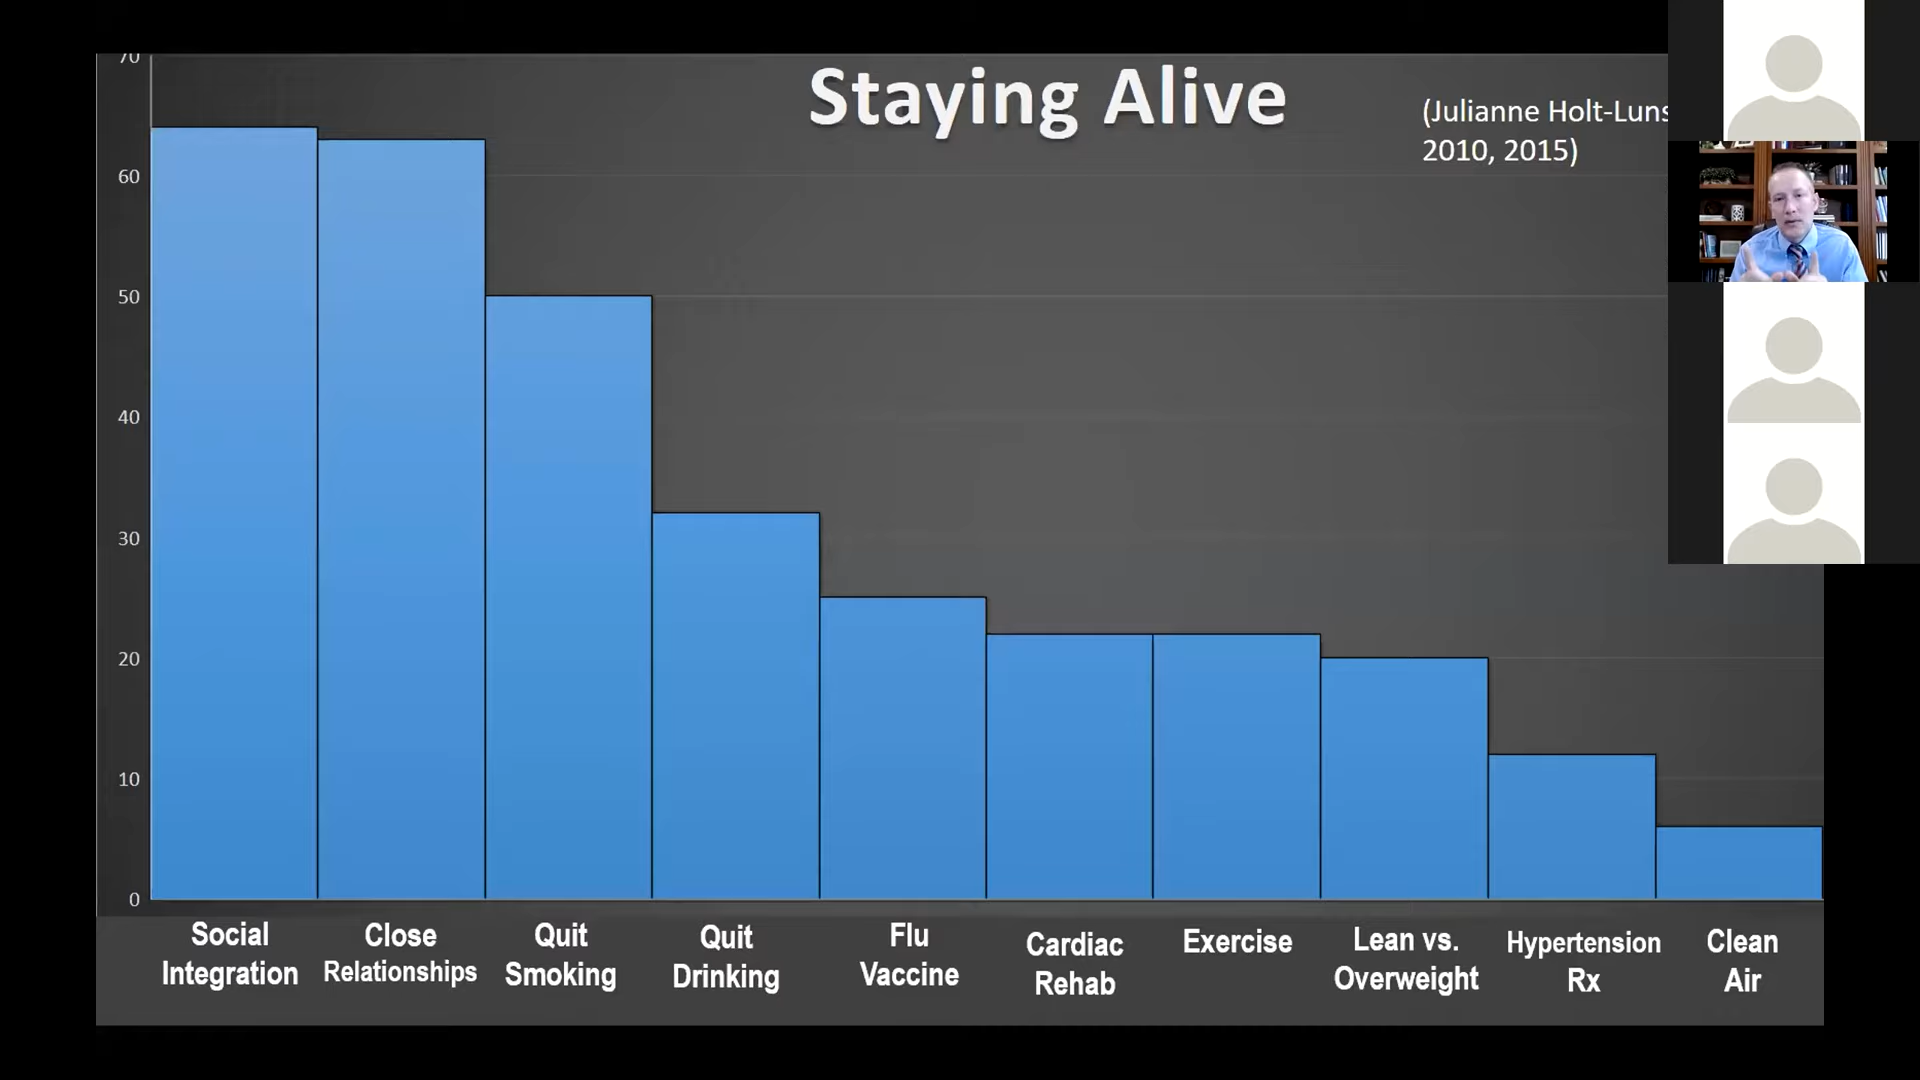 Staying Alive
(Julianne Holt-Luns
2010, 2015)
70
60
50
40
30
20
10
0
Social
Integration
Close
Relationships
Quit
Smoking
Quit
Drinking
Flu
Vaccine
Cardiac
Rehab
Exercise
Lean vs.
Overweight
Hypertension
Rx
Clean
Air